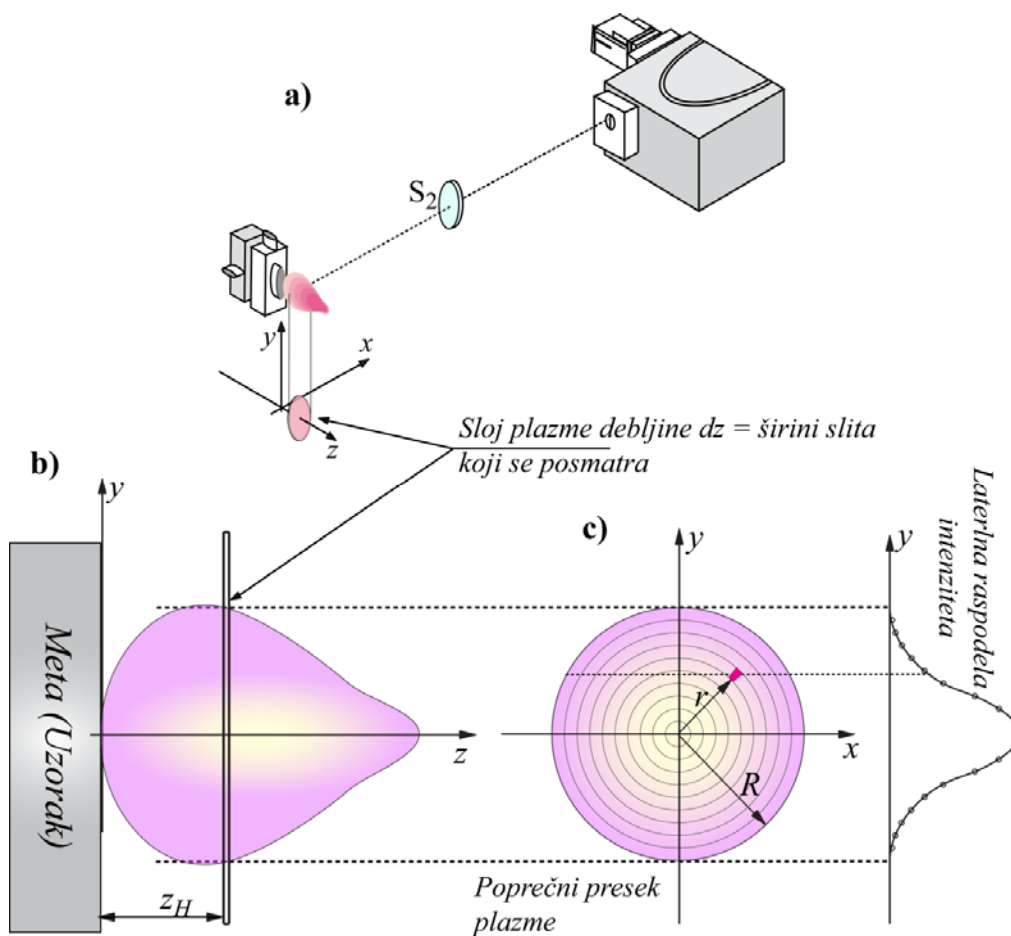 a)
S2
y
x
z
Sloj plazme debljine dz = širini slita
koji se posmatra
b)
y
Meta (Uzorak)
z
zH
c)
y
r
R
x
Poprečni presek
plazme
y
Laterlna raspodela
intenziteta